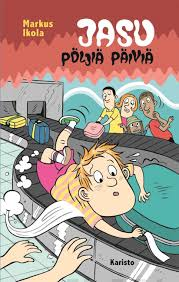 Markus
Ikola
JASU
PÖLJIÄ PÄIVIÄ
Karisto